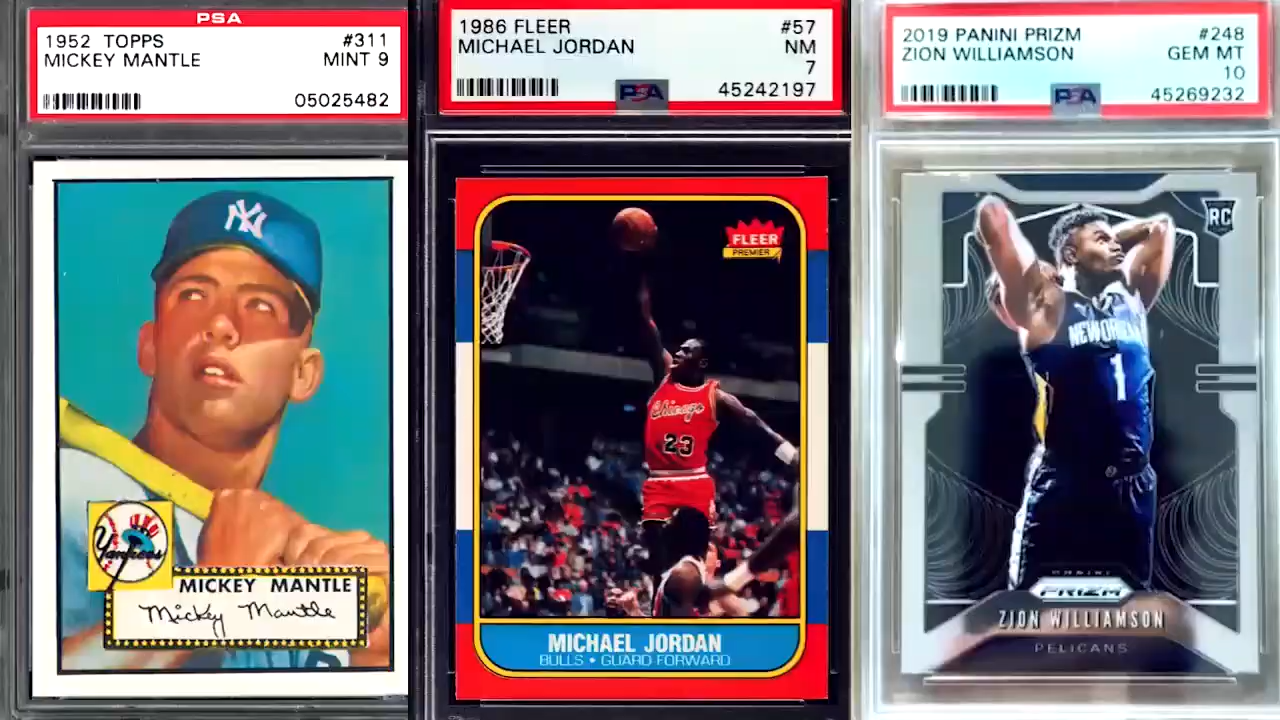 PSA
1952 TOPPS #311
MICKEY MANTLE MINT 9
05025482
NY
Yankees
MICKEY MANTLE
Mickey Mantle
1986 FLEER #57
MICHAEL JORDAN NM
7
PSA 45242197
FLEER
PREMIER
Chicago
23
MICHAEL JORDAN
BULLS • GUARD FORWARD
2019 PANINI PRIZM #248
ZION WILLIAMSON GEM MT
10
PSA 45269232
RC
NEW ORLEANS
1
PANINI
PRIZM
ZION WILLIAMSON
PELICANS